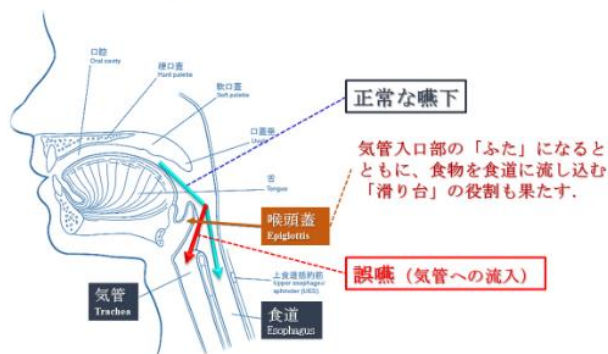 口腔
Oral cavity
硬口蓋
Hard palette
軟口蓋
Soft palette
口蓋垂
Uvula
舌
Tongue
正常な嚥下
気管入口部の「ふた」になると
ともに、食物を食道に流し込む
「滑り台」の役割も果たす．
喉頭蓋
Epiglottis
誤嚥（気管への流入）
上食道括約筋
Upper esophageal
sphincter (UES)
気管
Trachea
食道
Esophagus